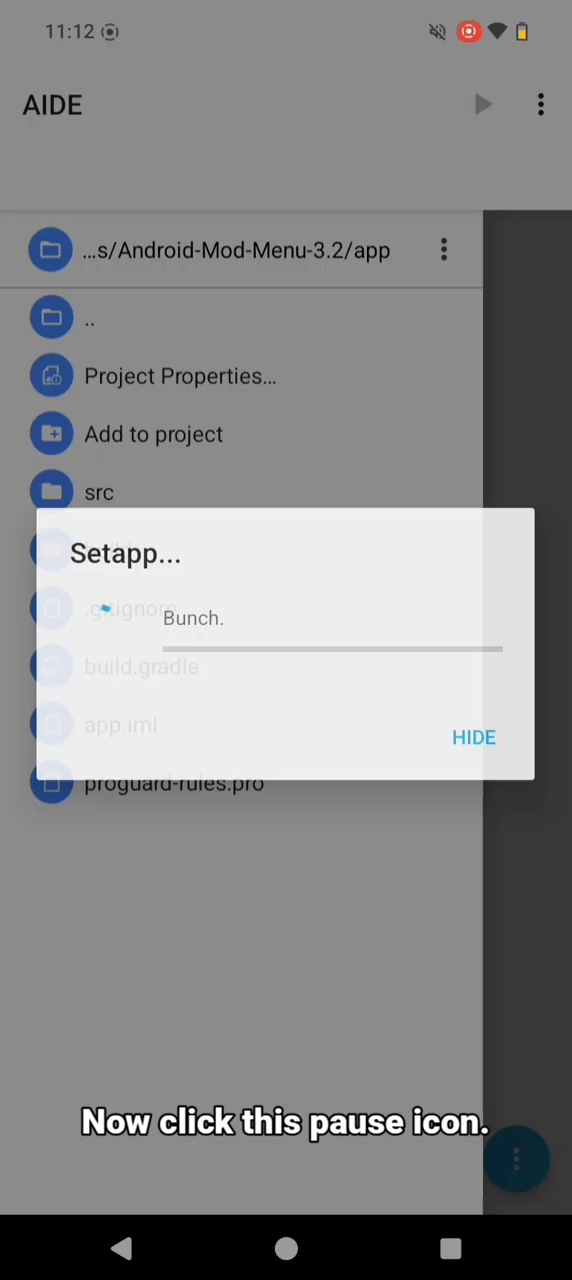 11:12
AIDE
...s/Android-Mod-Menu-3.2/app
..
Project Properties...
Add to project
src
Setapp...
.gitignore
Bunch.
build.gradle
app.iml
HIDE
proguard-rules.pro
Now click this pause icon.